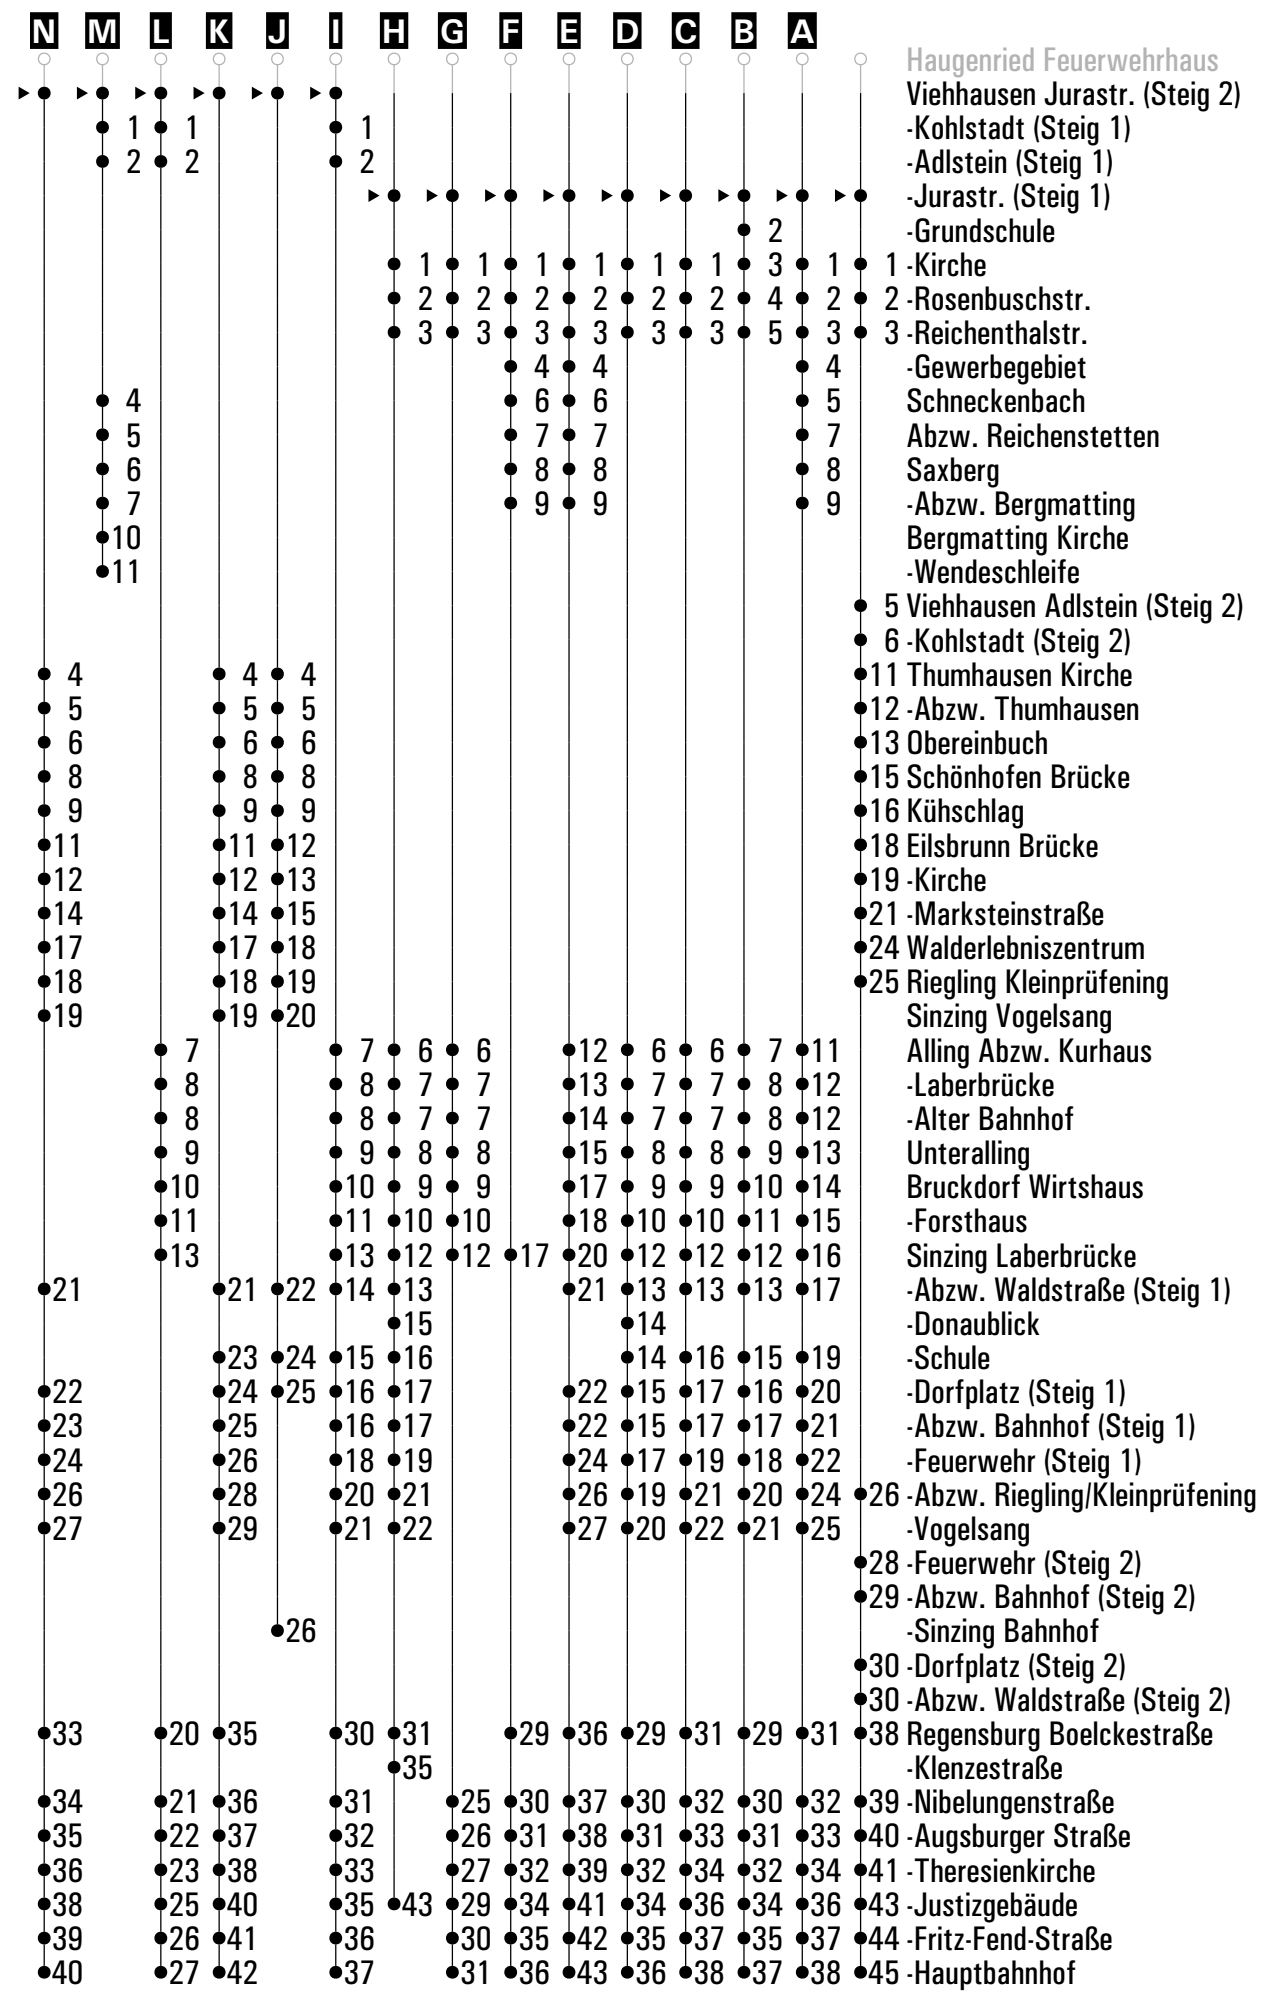 N M L K J I H G F E D C B A
Haugenried Feuerwehrhaus
Viehhausen Jurastr. (Steig 2)
1 1 1 -Kohlstadt (Steig 1)
2 2 2 -Adlstein (Steig 1)
-Jurastr. (Steig 1)
2 -Grundschule
1 1 1 1 1 1 3 1 1 -Kirche
2 2 2 2 2 2 4 2 2 -Rosenbuschstr.
3 3 3 3 3 3 5 3 3 -Reichenthalstr.
4 4 4 -Gewerbegebiet
4 6 6 5 Schneckenbach
5 7 7 7 Abzw. Reichenstetten
6 8 8 8 Saxberg
7 9 9 9 -Abzw. Bergmatting
10 Bergmatting Kirche
11 -Wendeschleife
5 Viehhausen Adlstein (Steig 2)
6 -Kohlstadt (Steig 2)
4 4 4 11 Thumhausen Kirche
5 5 5 12 -Abzw. Thumhausen
6 6 6 13 Obereinbuch
8 8 8 15 Schönhofen Brücke
9 9 9 16 Kühschlag
11 11 12 18 Eilsbrunn Brücke
12 12 13 19 -Kirche
14 14 15 21 -Marksteinstraße
17 17 18 24 Walderlebniszentrum
18 18 19 25 Riegling Kleinprüfening
19 19 20 Sinzing Vogelsang
7 7 6 6 12 6 6 7 11 Alling Abzw. Kurhaus
8 8 7 7 13 7 7 8 12 -Laberbrücke
8 8 7 7 14 7 7 8 12 -Alter Bahnhof
9 9 8 8 15 8 8 9 13 Unteralling
10 10 9 9 17 9 9 10 14 Bruckdorf Wirtshaus
11 11 10 10 18 10 10 11 15 -Forsthaus
13 13 12 12 17 20 12 12 12 16 Sinzing Laberbrücke
21 21 22 14 13 21 13 13 13 17 -Abzw. Waldstraße (Steig 1)
15 14 -Donaublick
23 24 15 16 14 16 15 19 -Schule
22 24 25 16 17 22 15 17 16 20 -Dorfplatz (Steig 1)
23 25 16 17 22 15 17 17 21 -Abzw. Bahnhof (Steig 1)
24 26 18 19 24 17 19 18 22 -Feuerwehr (Steig 1)
26 28 20 21 26 19 21 20 24 26 -Abzw. Riegling/Kleinprüfening
27 29 21 22 27 20 22 21 25 -Vogelsang
28 -Feuerwehr (Steig 2)
29 -Abzw. Bahnhof (Steig 2)
26 -Sinzing Bahnhof
30 -Dorfplatz (Steig 2)
30 -Abzw. Waldstraße (Steig 2)
33 20 35 30 31 29 36 29 31 29 31 38 Regensburg Boelckestraße
35 -Klenzestraße
34 21 36 31 25 30 37 30 32 30 32 39 -Nibelungenstraße
35 22 37 32 26 31 38 31 33 31 33 40 -Augsburger Straße
36 23 38 33 27 32 39 32 34 32 34 41 -Theresienkirche
38 25 40 35 43 29 34 41 34 36 34 36 43 -Justizgebäude
39 26 41 36 30 35 42 35 37 35 37 44 -Fritz-Fend-Straße
40 27 42 37 31 36 43 36 38 37 38 45 -Hauptbahnhof